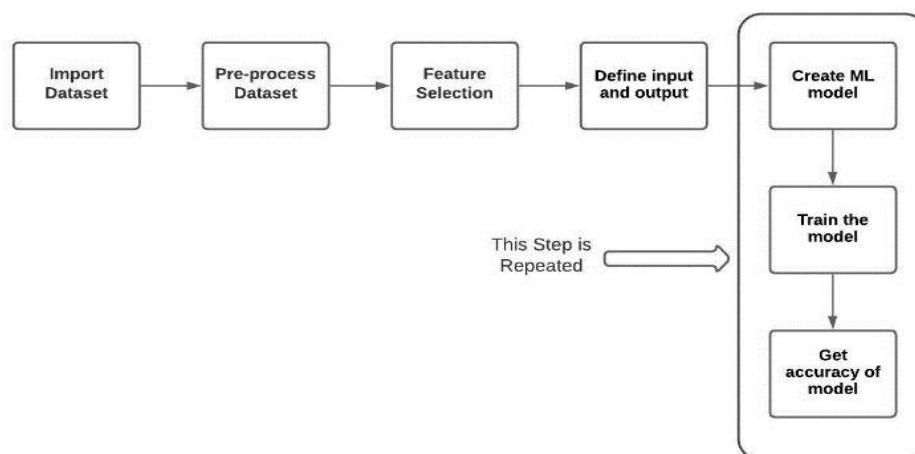 Import
Dataset
Pre-process
Dataset
Feature
Selection
Define input
and output
Create ML
model
Train the
model
This Step is
Repeated
Get
accuracy of
model